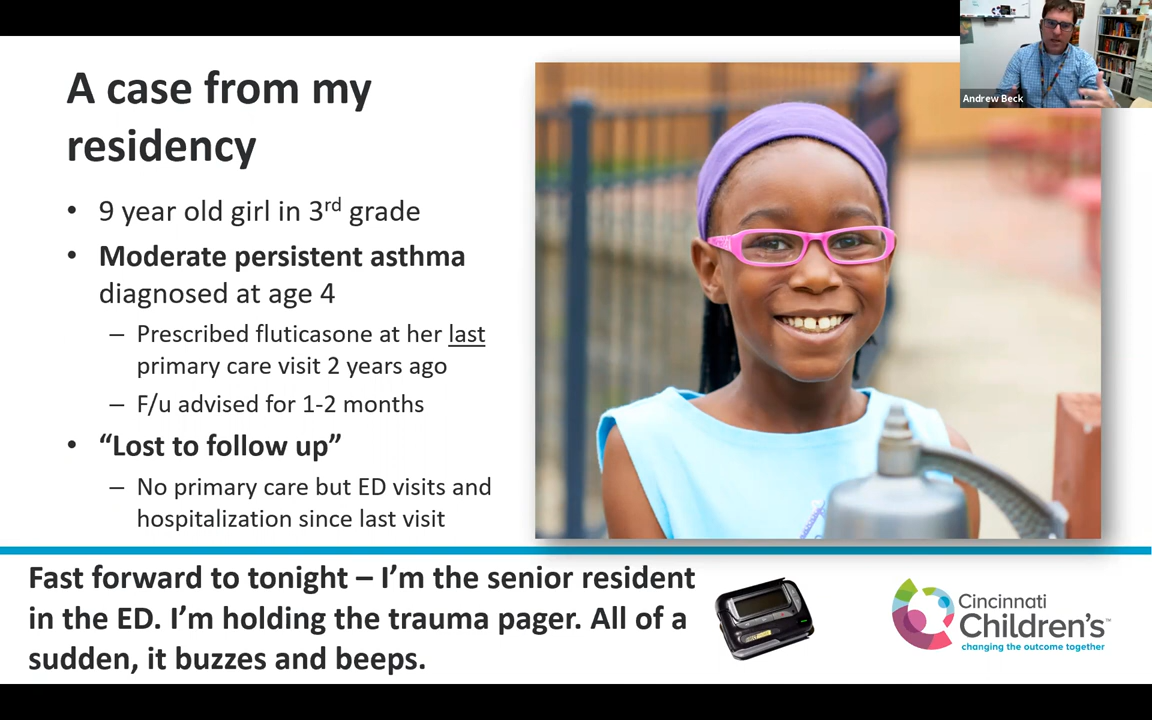 A case from my
residency
• 9 year old girl in 3rd grade
• Moderate persistent asthma
diagnosed at age 4
– Prescribed fluticasone at her last
primary care visit 2 years ago
– F/u advised for 1-2 months
• “Lost to follow up”
– No primary care but ED visits and
hospitalization since last visit
Andrew Beck
Fast forward to tonight – I’m the senior resident
in the ED. I’m holding the trauma pager. All of a
sudden, it buzzes and beeps.
Cincinnati
Children’s™
changing the outcome together